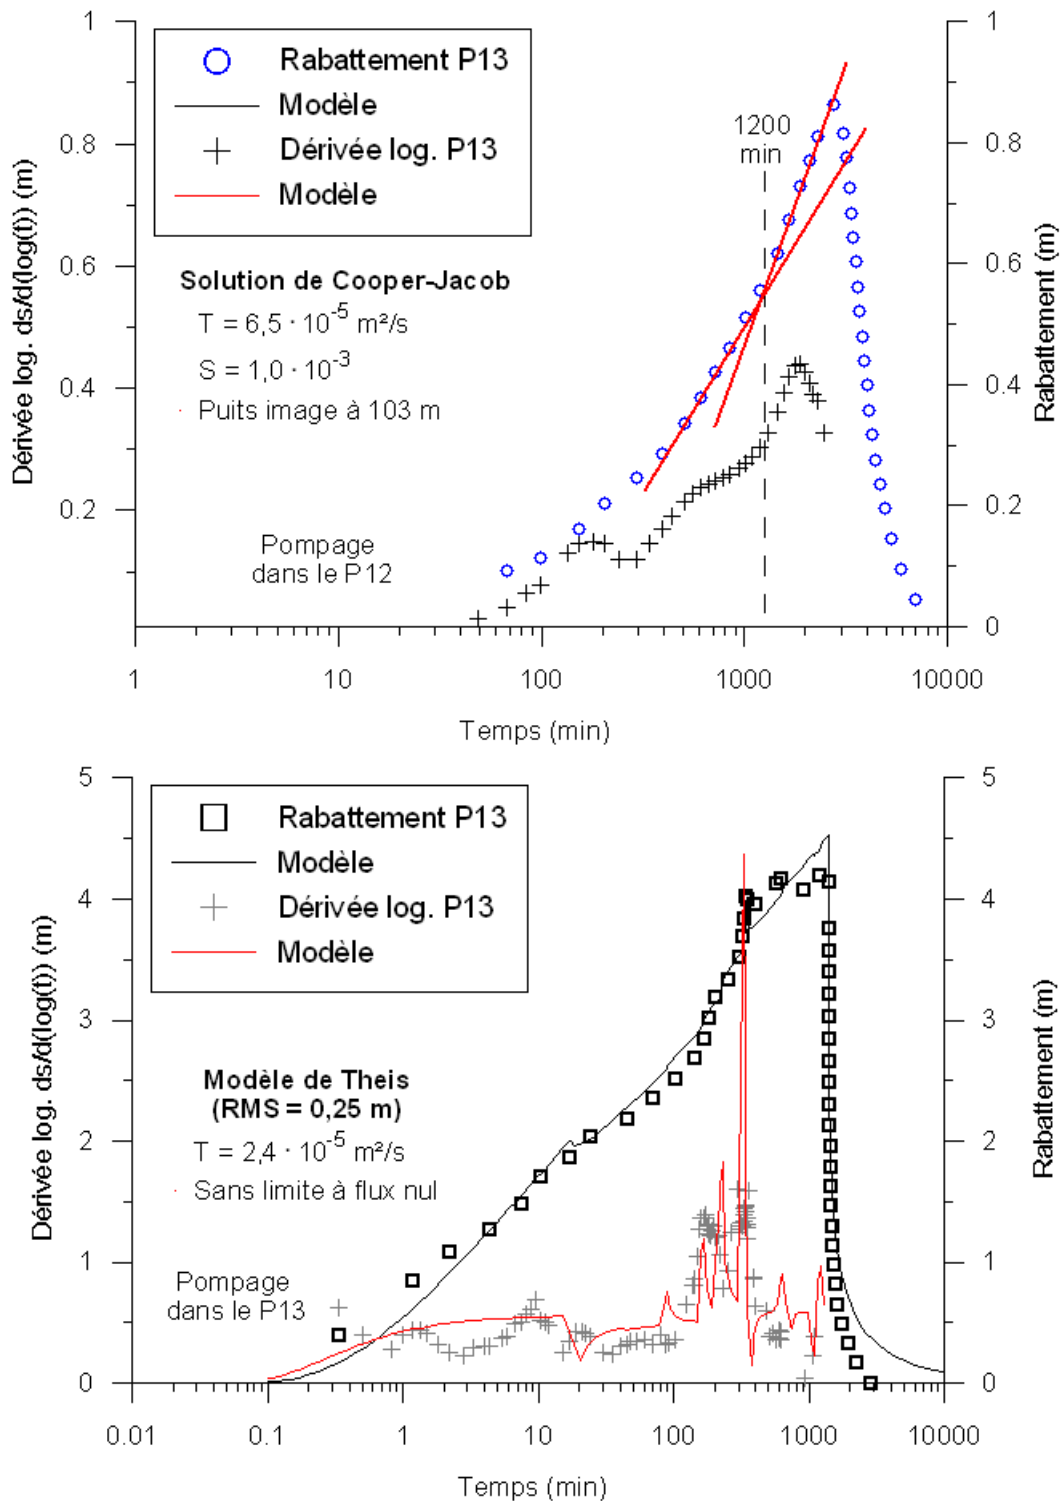 1
1
Rabattement P13
Modèle
Dérivée log. P13
Modèle
1200
min
0.8
0.8
Dérivée log. ds/d(log(t)) (m)
Rabattement (m)
Solution de Cooper-Jacob
T = 6,5 · 10⁻⁵ m²/s
S = 1,0 · 10⁻³
· Puits image à 103 m
0.6
0.6
0.4
0.4
0.2
0.2
Pompage
dans le P12
0
1
10
100
1000
10000
Temps (min)
5
5
Rabattement P13
Modèle
Dérivée log. P13
Modèle
4
4
Dérivée log. ds/d(log(t)) (m)
Rabattement (m)
3
3
Modèle de Theis
(RMS = 0,25 m)
T = 2,4 · 10⁻⁵ m²/s
· Sans limite à flux nul
2
2
1
1
Pompage
dans le P13
0
0
0.01
0.1
1
10
100
1000
10000
Temps (min)